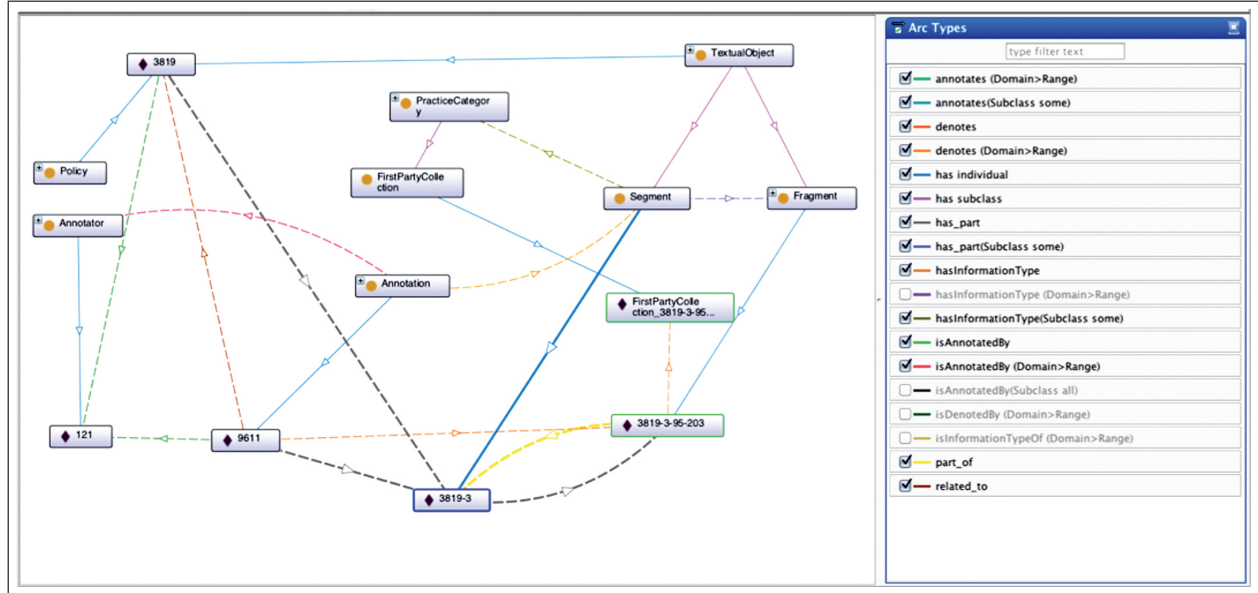 3819
TextualObject
PracticeCategor
y
Policy
FirstPartyColle
ction
Segment
Fragment
Annotator
Annotation
FirstPartyColle
ction_3819-3-95...
121
9611
3819-3-95-203
3819-3
Arc Types
type filter text
annotates (Domain>Range)
annotates(Subclass some)
denotes
denotes (Domain>Range)
has individual
has subclass
has_part
has_part(Subclass some)
hasInformationType
hasInformationType (Domain>Range)
hasInformationType(Subclass some)
isAnnotatedBy
isAnnotatedBy (Domain>Range)
isAnnotatedBy(Subclass all)
isDenotedBy (Domain>Range)
isInformationTypeOf (Domain>Range)
part_of
related_to